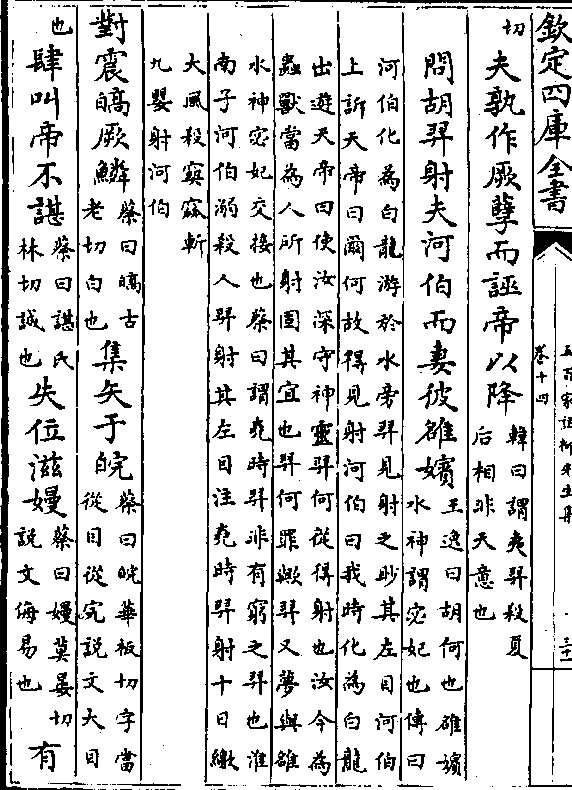 欽定四庫全書
五百家註柳先生集
卷十四
三十一
切
夫孰作厥孽而誣帝以降
韓曰謂夷羿殺夏
后相非天意也
問胡羿射夫河伯而妻彼雒嬪
王逸曰胡何也雒嬪
水神謂宓妃也傳曰
河伯化為白龍游於水旁羿見射之眇其左目河伯
上訴天帝曰爾何故得見射河伯曰我時化為白龍
出遊天帝曰使汝深守神靈羿何從得射也汝今為
蟲獸當為人所射固其宜也羿何罪歟羿又夢與雒
水神宓妃交接也蔡曰謂堯時羿非有窮之羿也淮
南子河伯溺殺人羿射其左目注堯時羿射十日繳
大風殺窫窳斬
九嬰射河伯
對震皜厥鱗
蔡曰皜古
老切白也
集矢于皖
蔡曰皖華板切字當
從目從完説文大目
也
肆叫帝不諶
蔡曰諶氏
林切誠也
失位滋嫚
蔡曰嫚莫晏切
説文侮易也
有